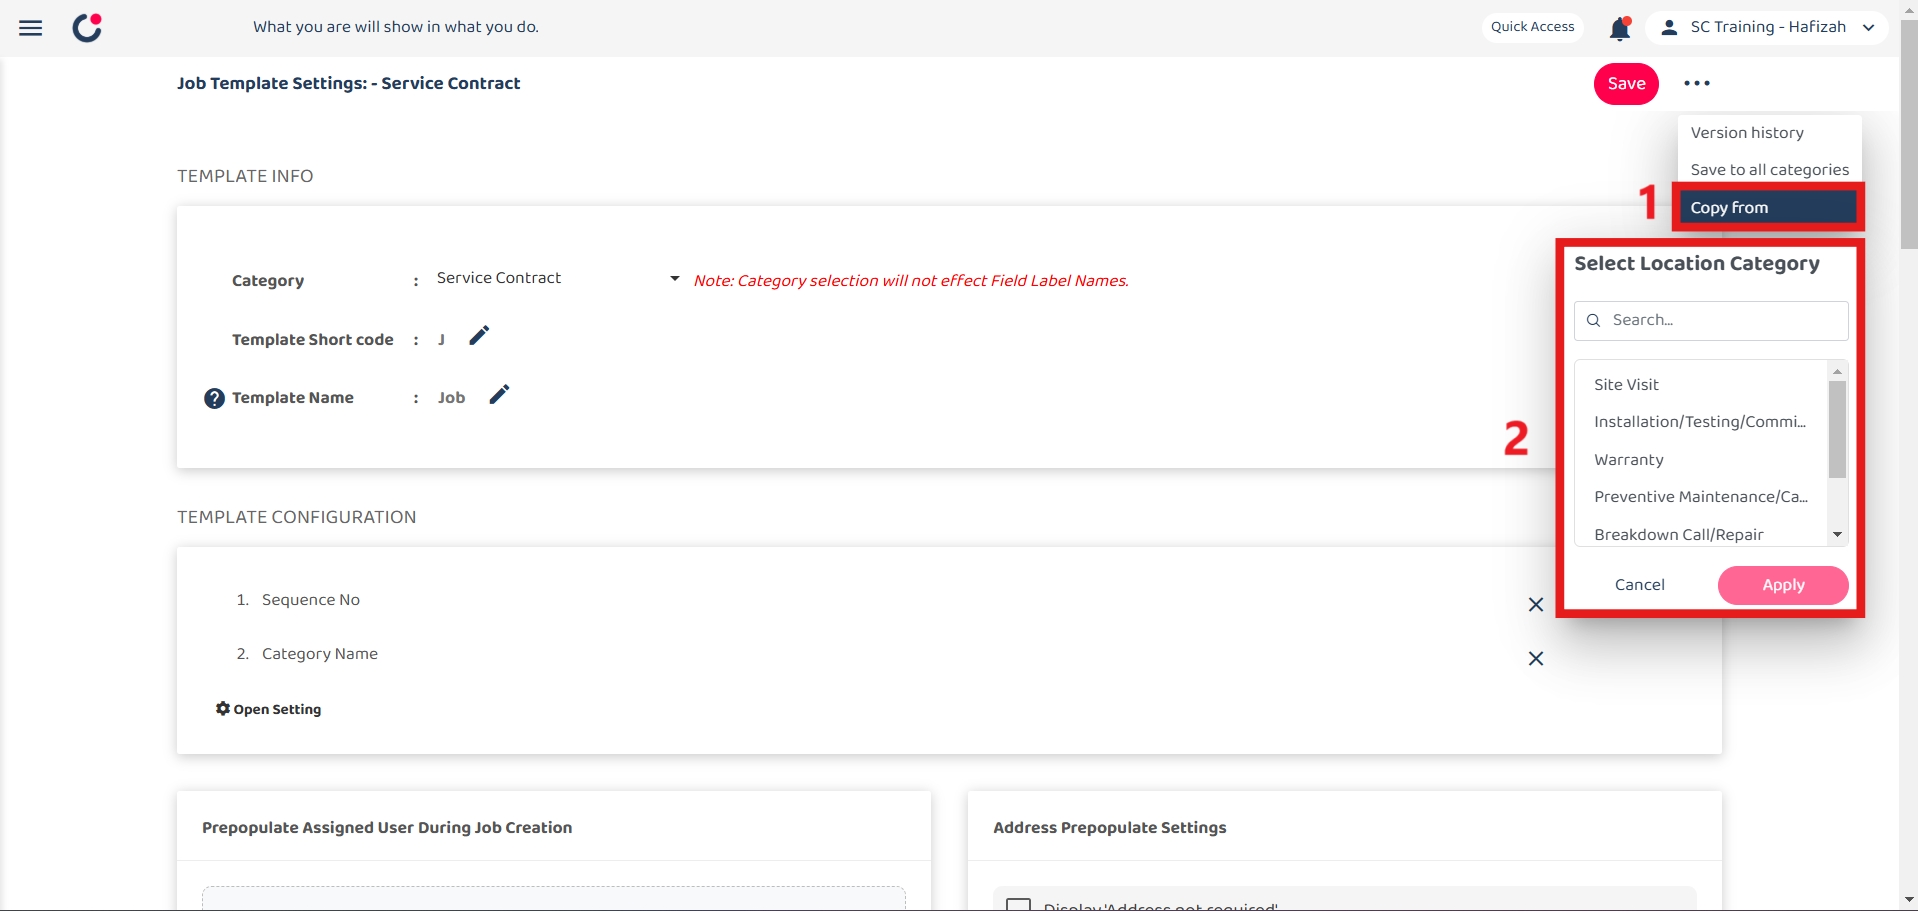 What you are will show in what you do.
Quick Access
SC Training - Hafizah
Job Template Settings: - Service Contract
Save
Version history
Save to all categories
1
Copy from
TEMPLATE INFO
Category : Service Contract
Note: Category selection will not effect Field Label Names.
Template Short code : J
? Template Name : Job
2
Select Location Category
Search...
Site Visit
Installation/Testing/Commi...
Warranty
Preventive Maintenance/Ca...
Breakdown Call/Repair
Cancel
Apply
TEMPLATE CONFIGURATION
1. Sequence No
2. Category Name
Open Setting
Prepopulate Assigned User During Job Creation
Address Prepopulate Settings
Display 'Address not required'